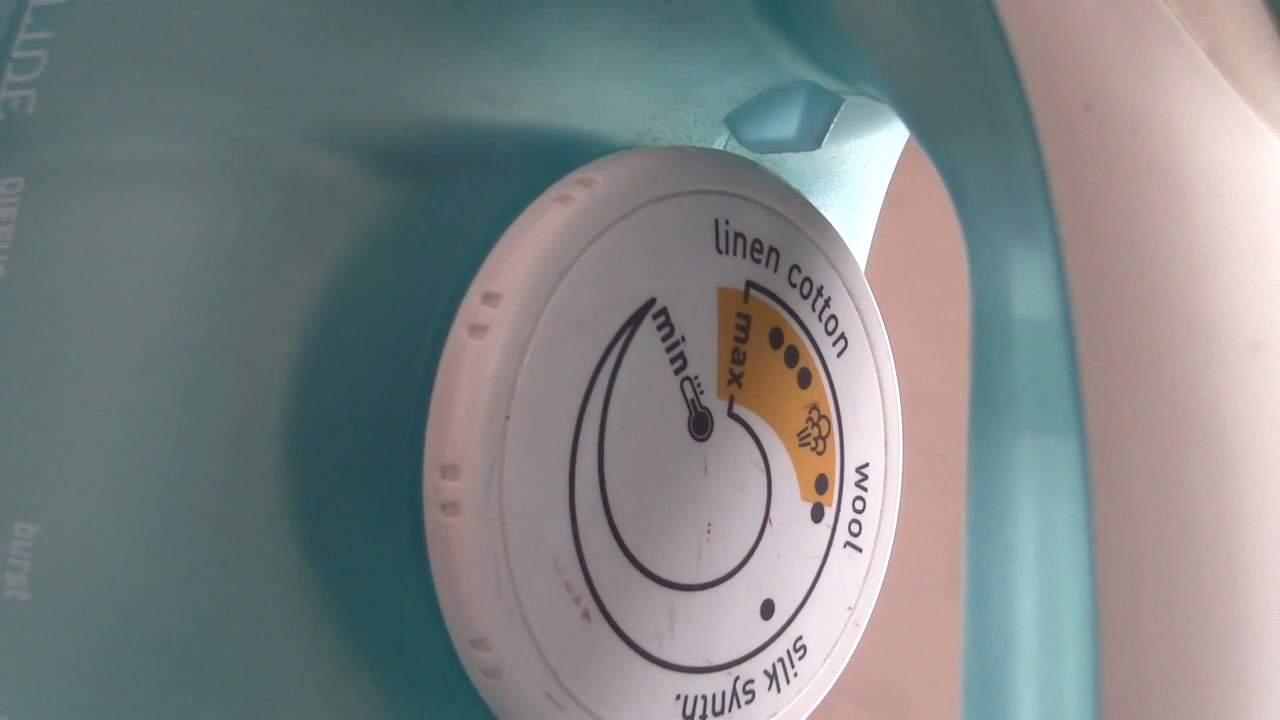 linen cotton
max
min
wool
silk synth.
burst